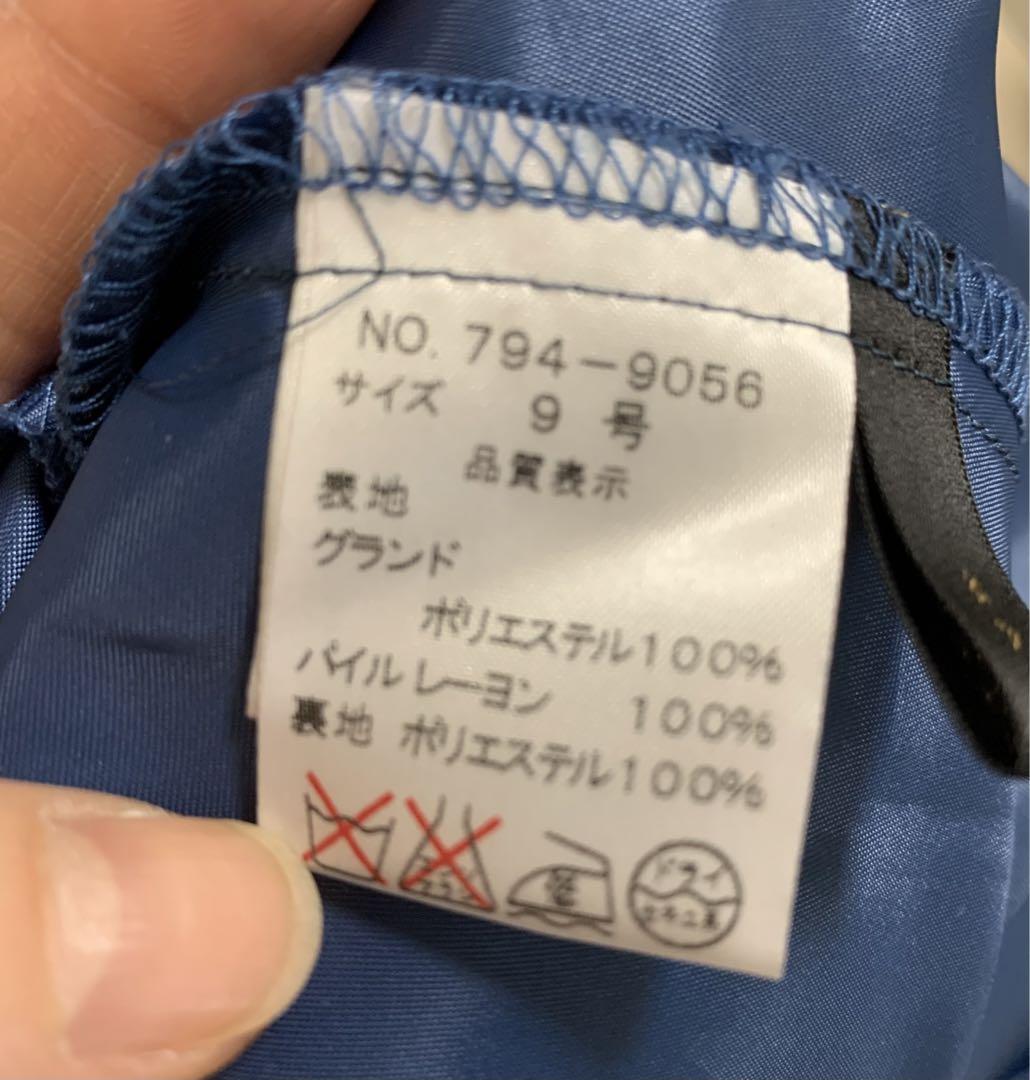 NO. 794-9056
サイズ 9 号
品質表示
表地
グランド
ポリエステル100%
パイル レーヨン 100%
裏地 ポリエステル100%
ドライ